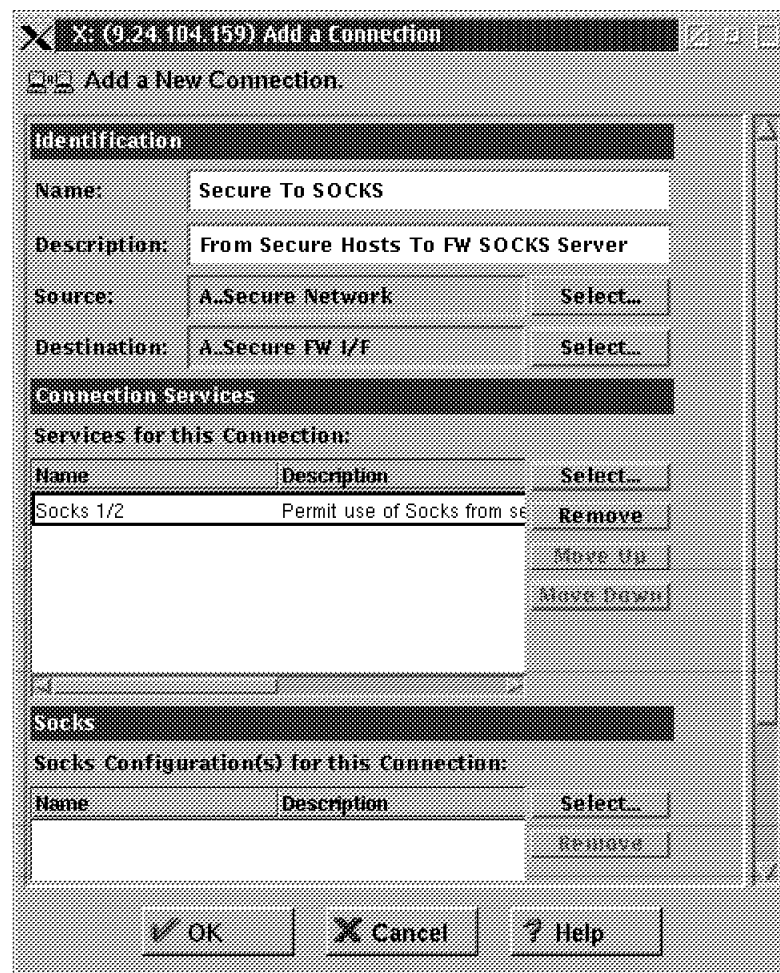 X: (9.24.104.159) Add a Connection
Add a New Connection.
Identification
Name: Secure To SOCKS
Description: From Secure Hosts To FW SOCKS Server
Source: A..Secure Network Select...
Destination: A..Secure FW I/F Select...
Connection Services
Services for this Connection:
Name Description Select...
Socks 1/2 Permit use of Socks from se Remove
Move Up
Move Down
Socks
Socks Configuration(s) for this Connection:
Name Description Select...
Remove
OK Cancel Help